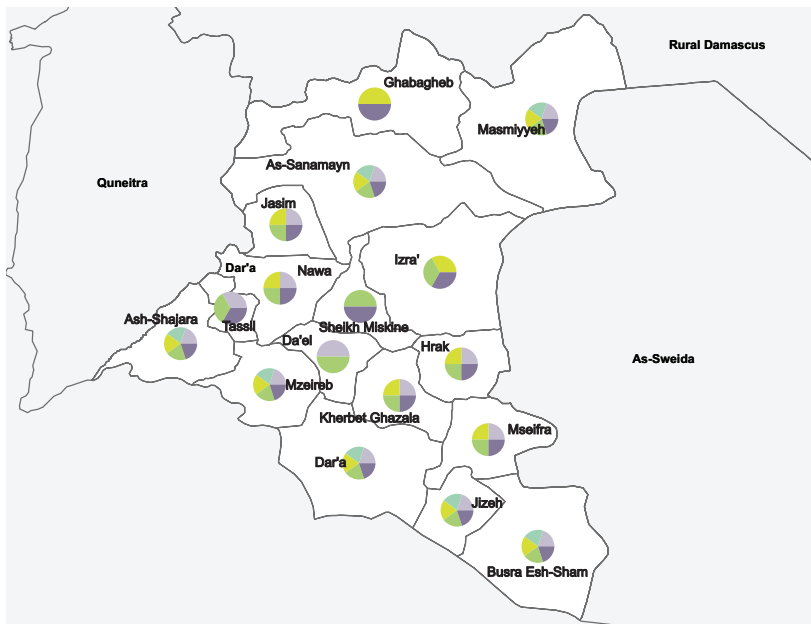 Rural Damascus
Ghabagheb
Masmiyyeh
As-Sanamayn
Quneitra
Jasim
Izra'
Dar'a
Nawa
Ash-Shajara
Tassil
Sheikh Miskine
Da'el
Hrak
As-Sweida
Mzeireb
Kherbet Ghazala
Mseifra
Dar'a
Jizeh
Busra Esh-Sham